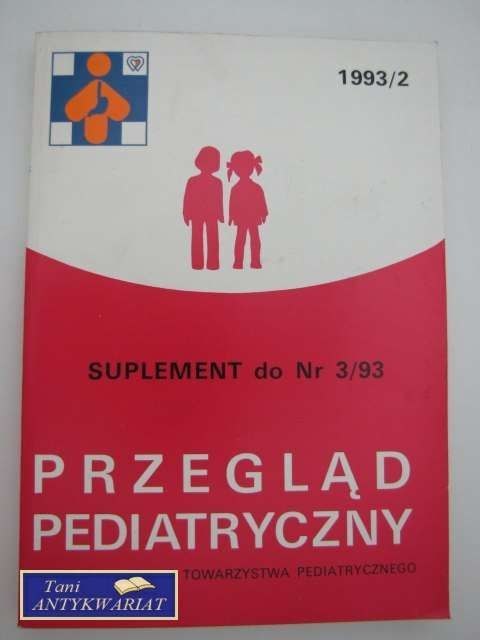 1993/2
SUPLEMENT do Nr 3/93
PRZEGLĄD
PEDIATRYCZNY
TOWARZYSTWA PEDIATRYCZNEGO
Tani
ANTYKWARIAT